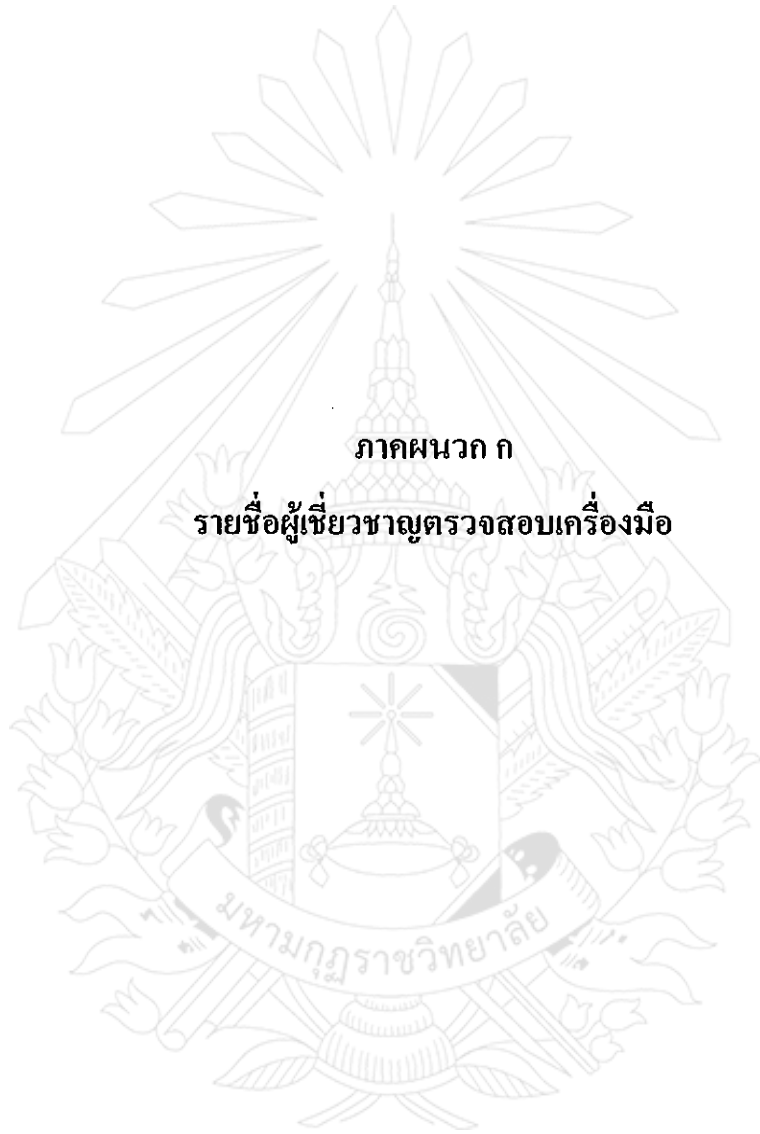 ภาคผนวก ก
รายชื่อผู้เชี่ยวชาญตรวจสอบเครื่องมือ
มหามกุฏราชวิทยาลัย